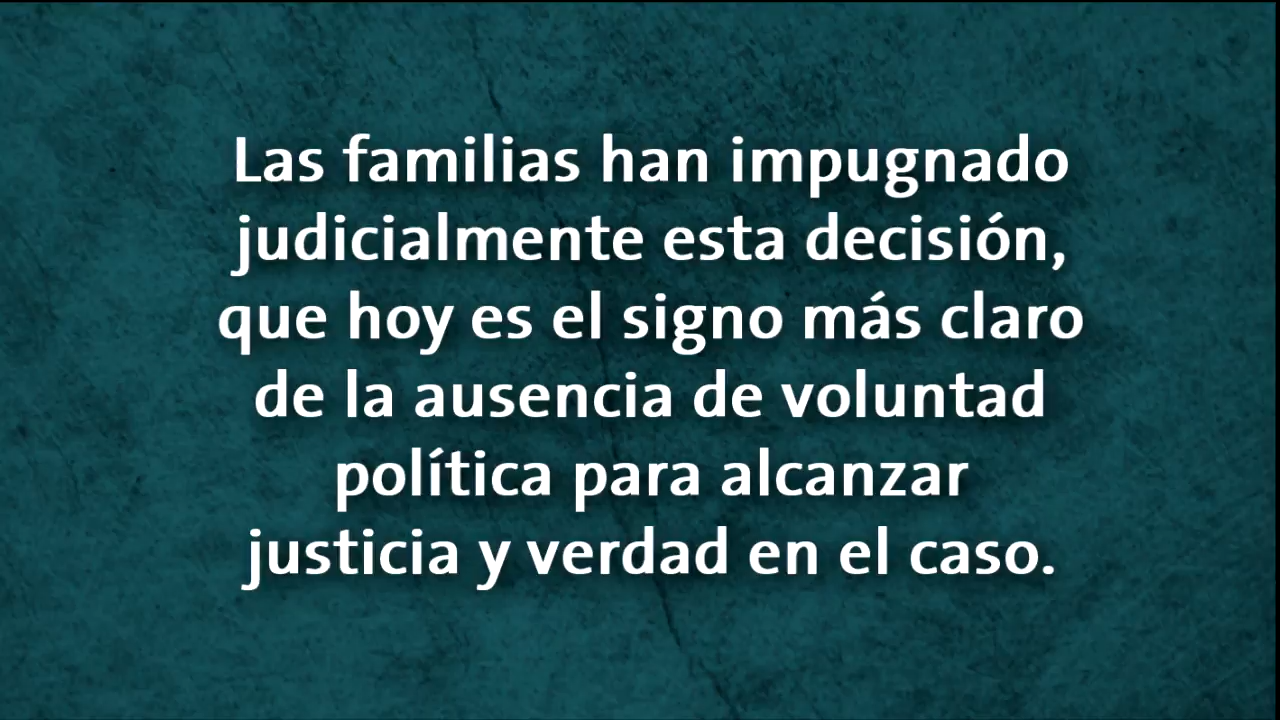 Las familias han impugnado
judicialmente esta decisión,
que hoy es el signo más claro
de la ausencia de voluntad
política para alcanzar
justicia y verdad en el caso.